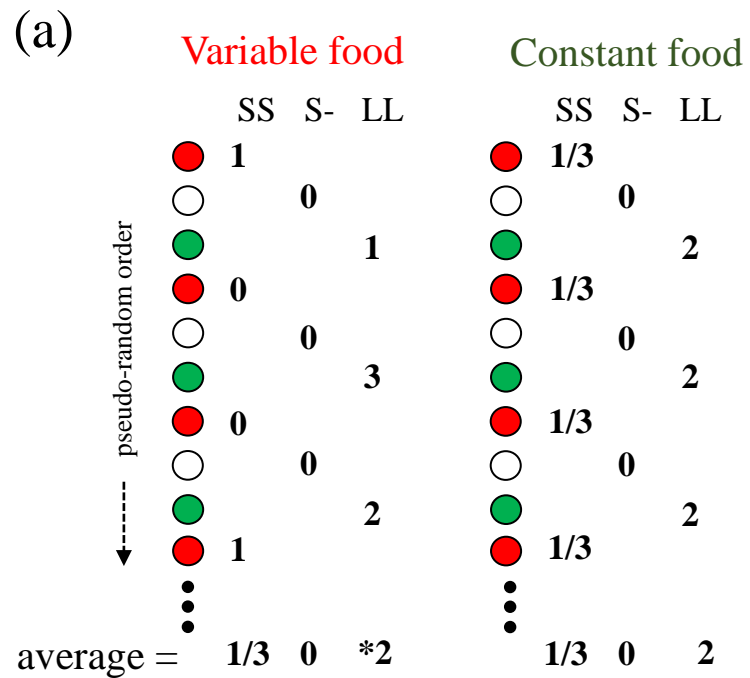 (a)
Variable food Constant food
SS S- LL SS S- LL
1 1/3
0 0
1 2
0 1/3
0 0
3 2
0 1/3
0 0
2 2
1 1/3
pseudo-random order
average = 1/3 0 *2 1/3 0 2